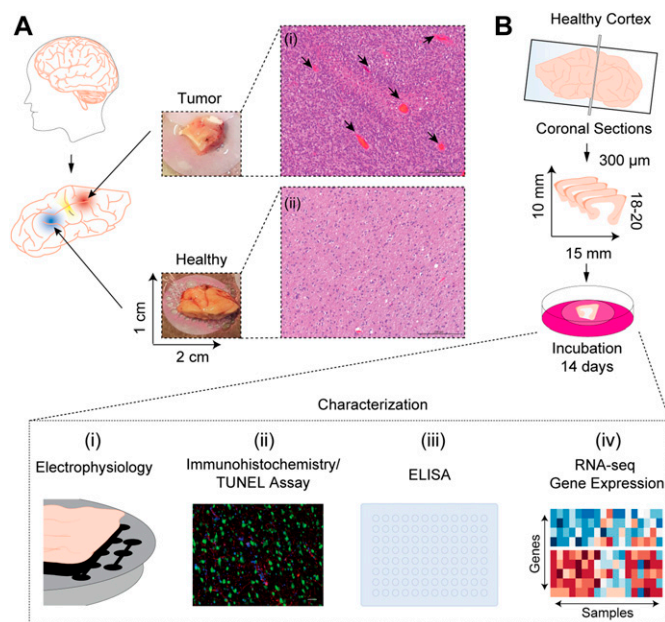 A
Tumor
(i)
(ii)
Healthy
1 cm
2 cm
B
Healthy Cortex
Coronal Sections
300 μm
10 mm
18-20
15 mm
Incubation
14 days
Characterization
(i)
Electrophysiology
(ii)
Immunohistochemistry/
TUNEL Assay
(iii)
ELISA
(iv)
RNA-seq
Gene Expression
Genes
Samples